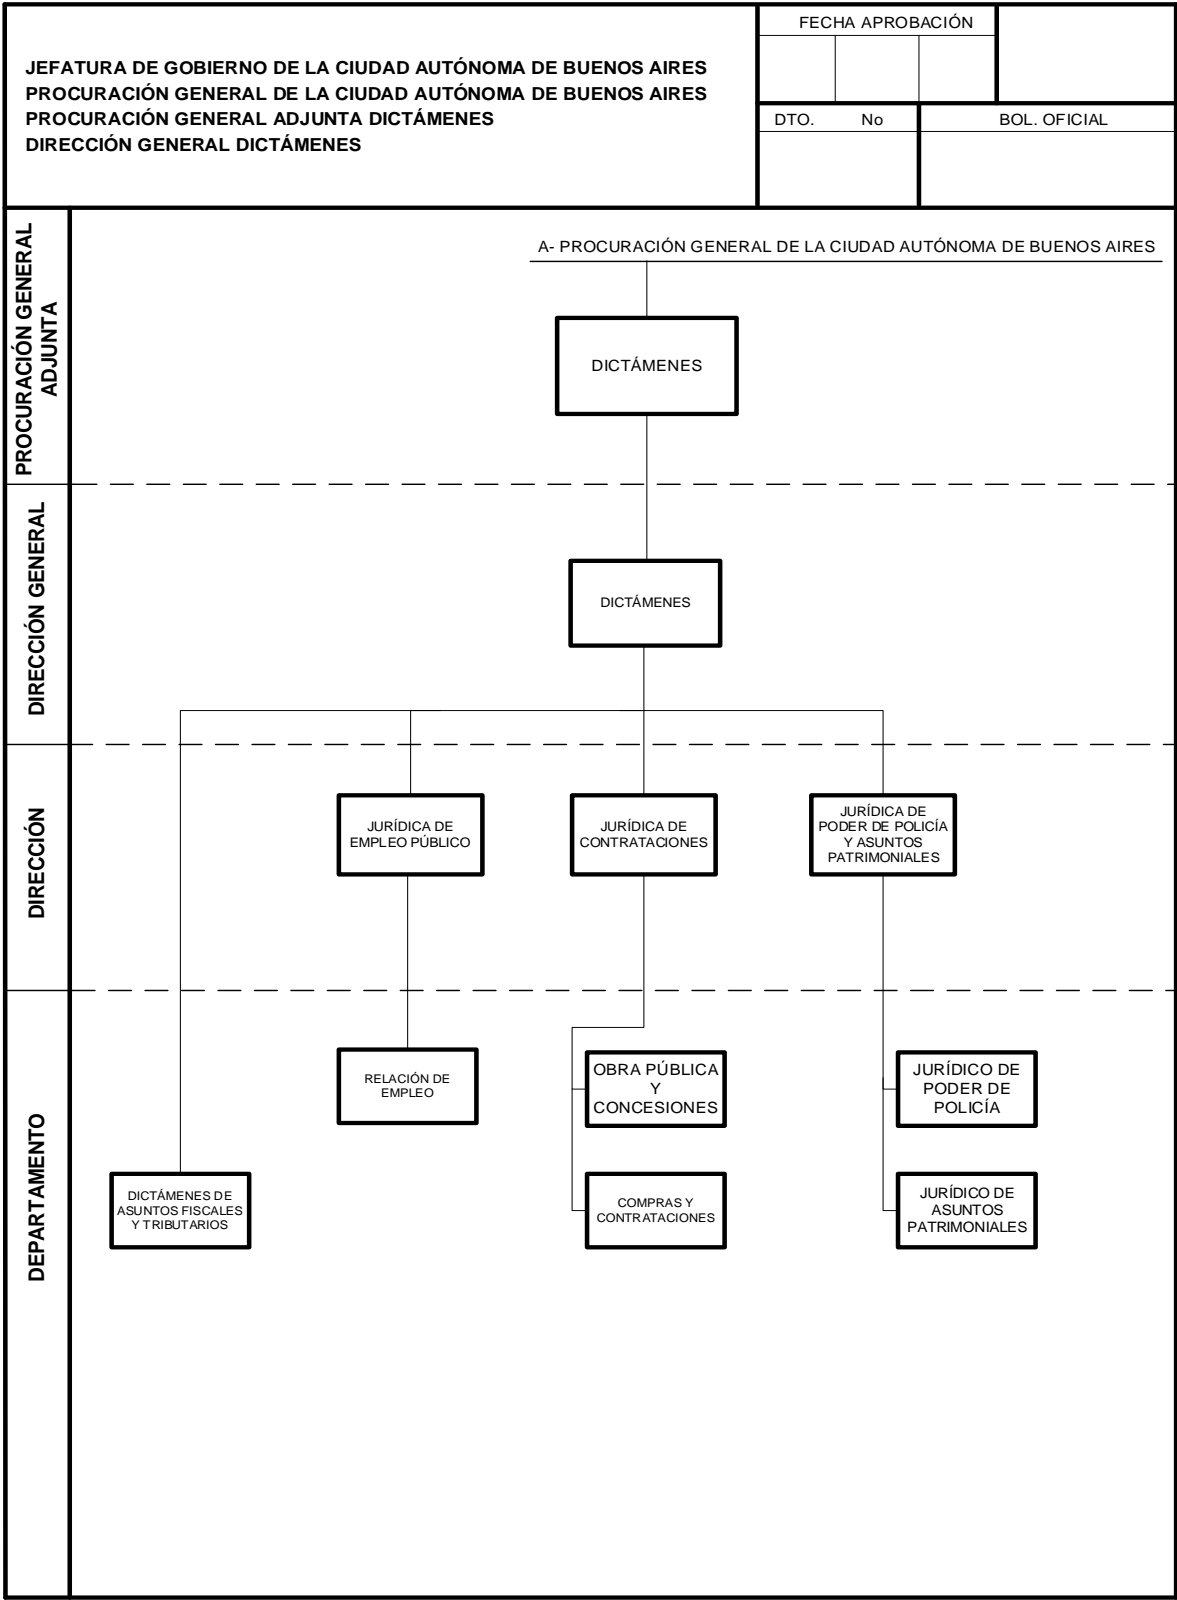 JEFATURA DE GOBIERNO DE LA CIUDAD AUTÓNOMA DE BUENOS AIRES
PROCURACIÓN GENERAL DE LA CIUDAD AUTÓNOMA DE BUENOS AIRES
PROCURACIÓN GENERAL ADJUNTA DICTÁMENES
DIRECCIÓN GENERAL DICTÁMENES
FECHA APROBACIÓN
DTO. No
BOL. OFICIAL
PROCURACIÓN GENERAL
ADJUNTA
A- PROCURACIÓN GENERAL DE LA CIUDAD AUTÓNOMA DE BUENOS AIRES
DICTÁMENES
DIRECCIÓN GENERAL
DICTÁMENES
DIRECCIÓN
JURÍDICA DE
EMPLEO PÚBLICO
JURÍDICA DE
CONTRATACIONES
JURÍDICA DE
PODER DE POLICÍA
Y ASUNTOS
PATRIMONIALES
DEPARTAMENTO
RELACIÓN DE
EMPLEO
OBRA PÚBLICA
Y
CONCESIONES
JURÍDICO DE
PODER DE
POLICÍA
DICTÁMENES DE
ASUNTOS FISCALES
Y TRIBUTARIOS
COMPRAS Y
CONTRATACIONES
JURÍDICO DE
ASUNTOS
PATRIMONIALES